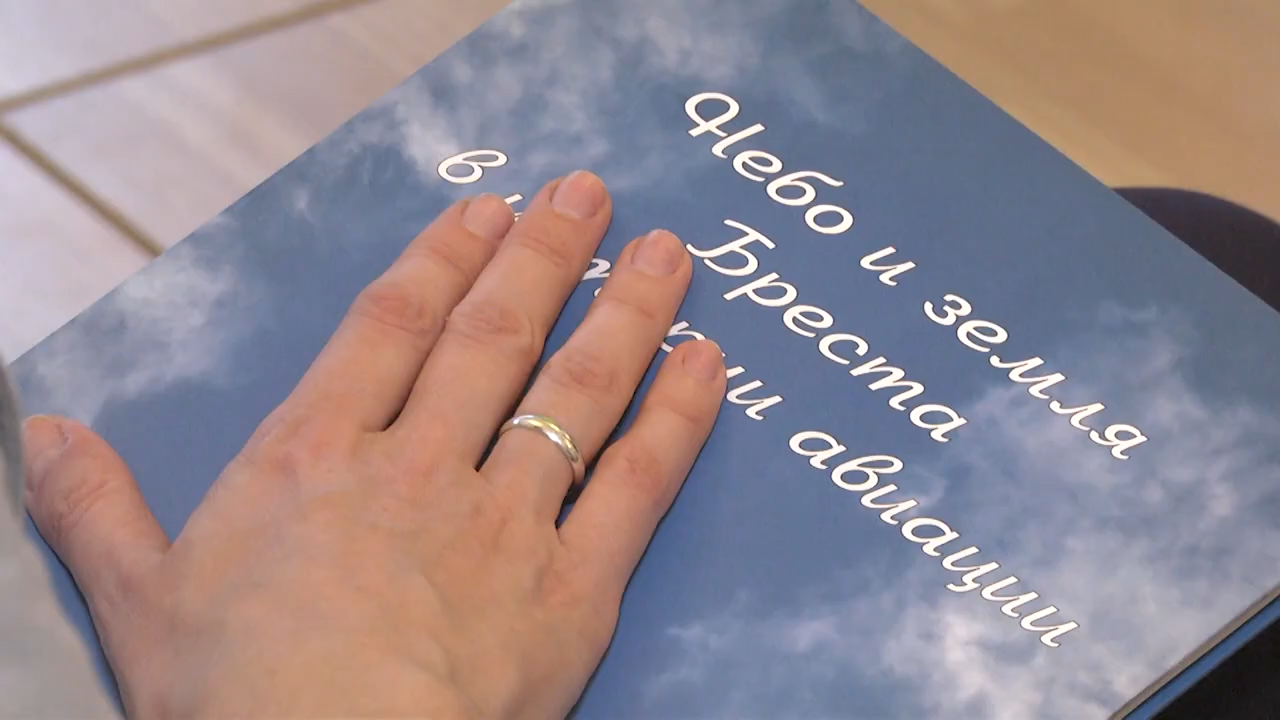 Небо и земля
Бреста
в авиации